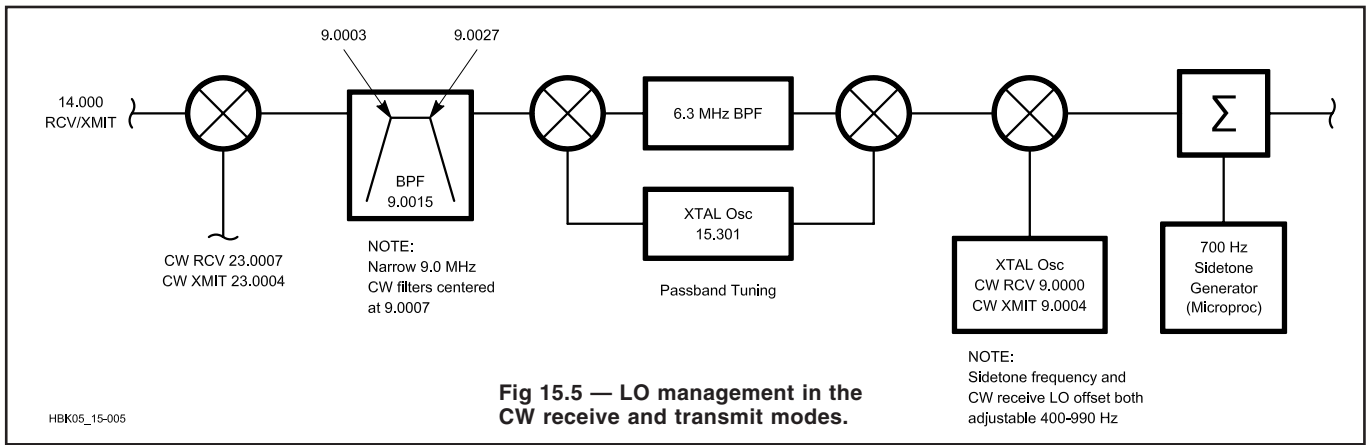 9.0003
9.0027
14.000
RCV/XMIT
BPF
9.0015
6.3 MHz BPF
XTAL Osc
15.301
Σ
CW RCV 23.0007
CW XMIT 23.0004
NOTE:
Narrow 9.0 MHz
CW filters centered
at 9.0007
Passband Tuning
XTAL Osc
CW RCV 9.0000
CW XMIT 9.0004
700 Hz
Sidetone
Generator
(Microproc)
NOTE:
Sidetone frequency and
CW receive LO offset both
adjustable 400-990 Hz
Fig 15.5 — LO management in the
CW receive and transmit modes.
HBK05_15-005